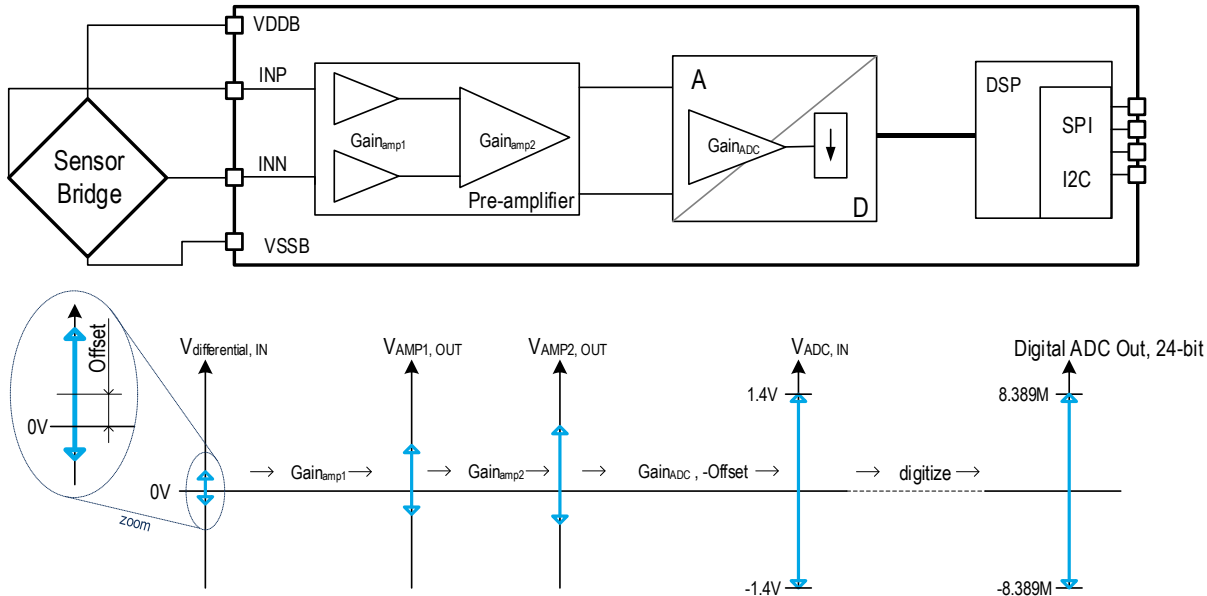 VDDB
INP
INN
VSSB
Sensor
Bridge
Gainamp1
Gainamp2
Pre-amplifier
A
GainADC
D
DSP
SPI
I2C
Offset
0V
zoom
Vdifferential, IN
VAMP1, OUT
VAMP2, OUT
VADC, IN
Digital ADC Out, 24-bit
1.4V
8.389M
0V
→ Gainamp1 →
→ Gainamp2 →
→ GainADC , -Offset →
→ digitize →
-1.4V
-8.389M